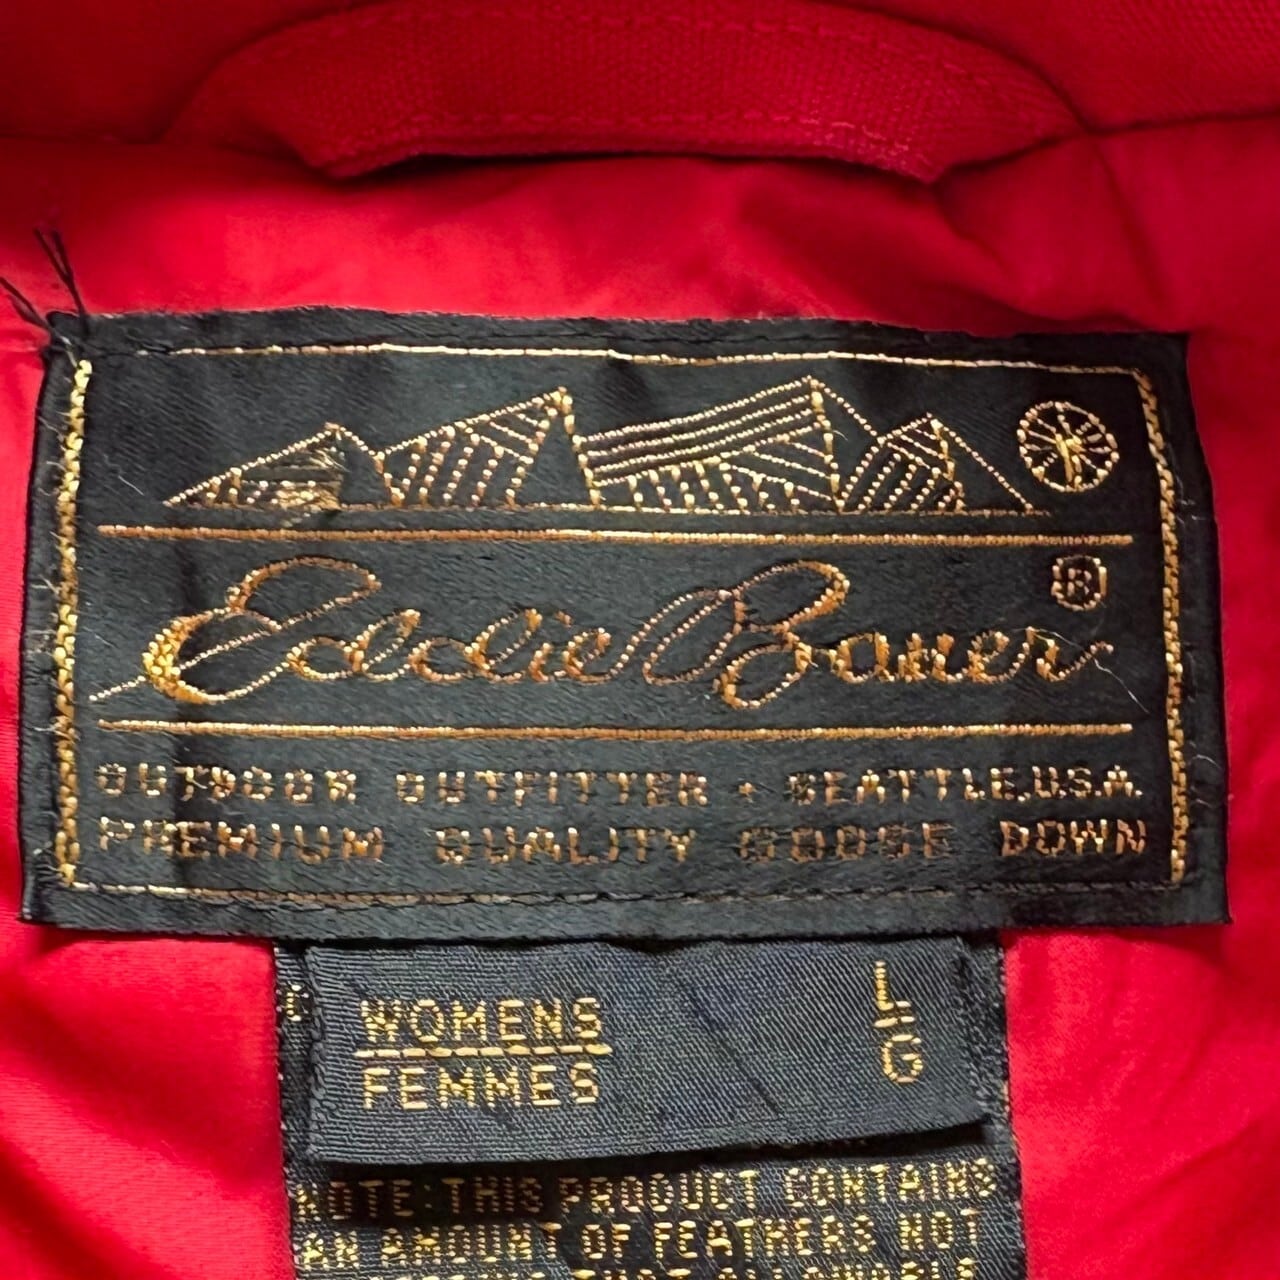 Eddie Bauer®
OUTDOOR OUTFITTER • SEATTLE, U.S.A.
PREMIUM QUALITY GOOSE DOWN
WOMENS
FEMMES
L
G
NOTE: THIS PRODUCT CONTAINS
AN AMOUNT OF FEATHERS NOT